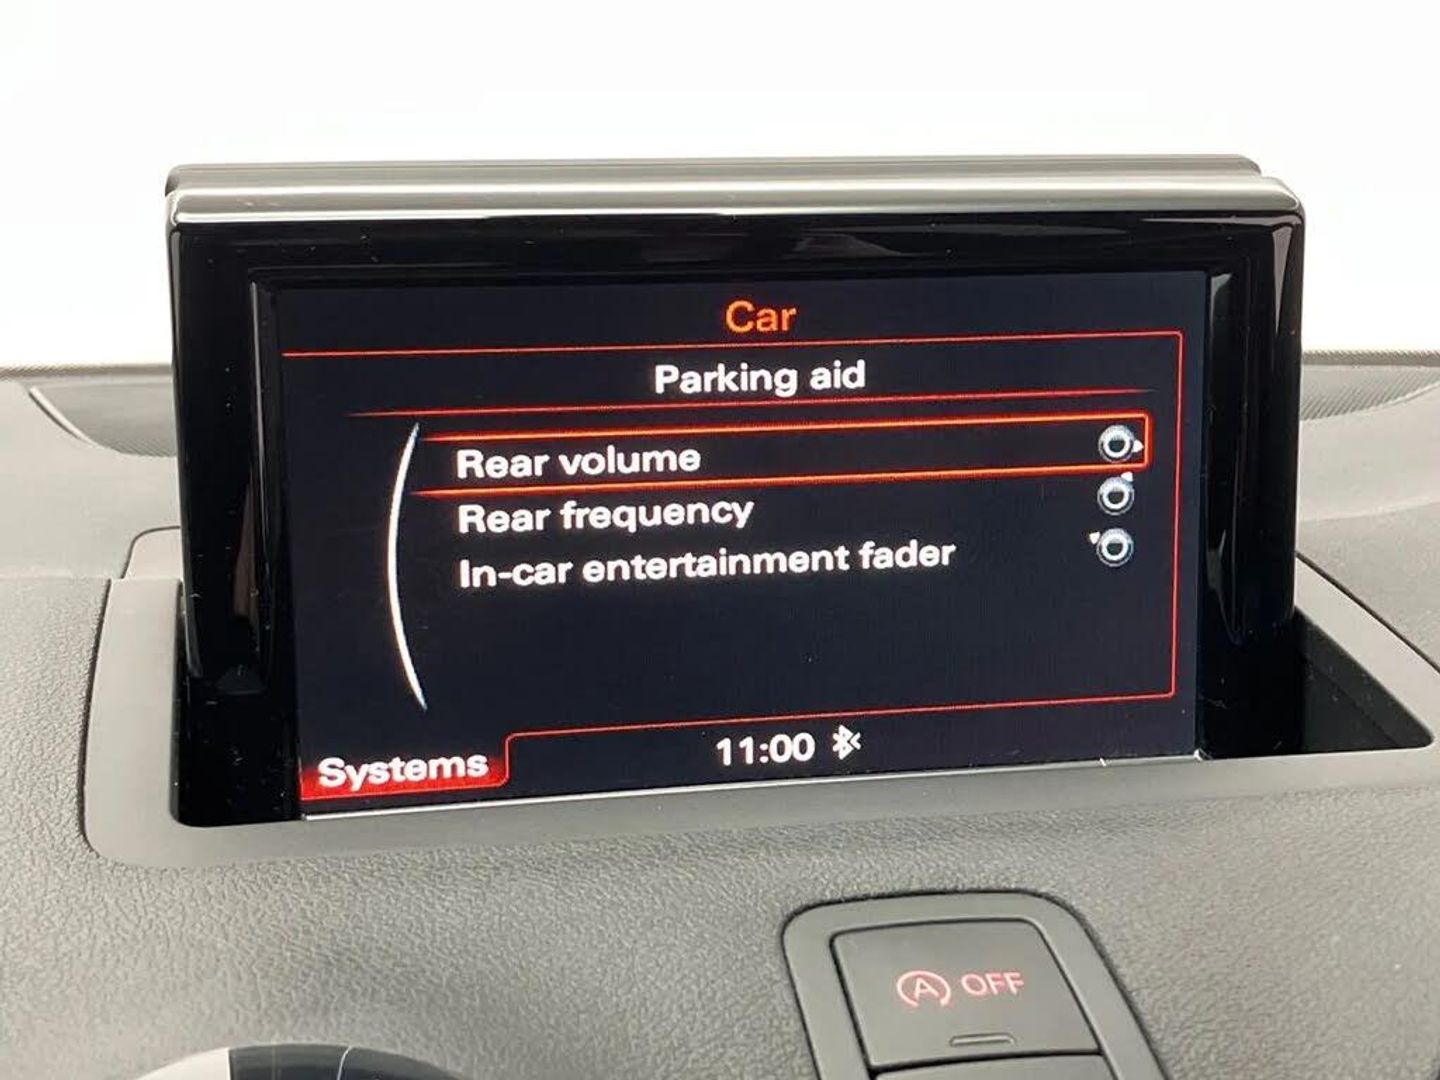 Car
Parking aid
Rear volume
Rear frequency
In-car entertainment fader
Systems
11:00
A OFF